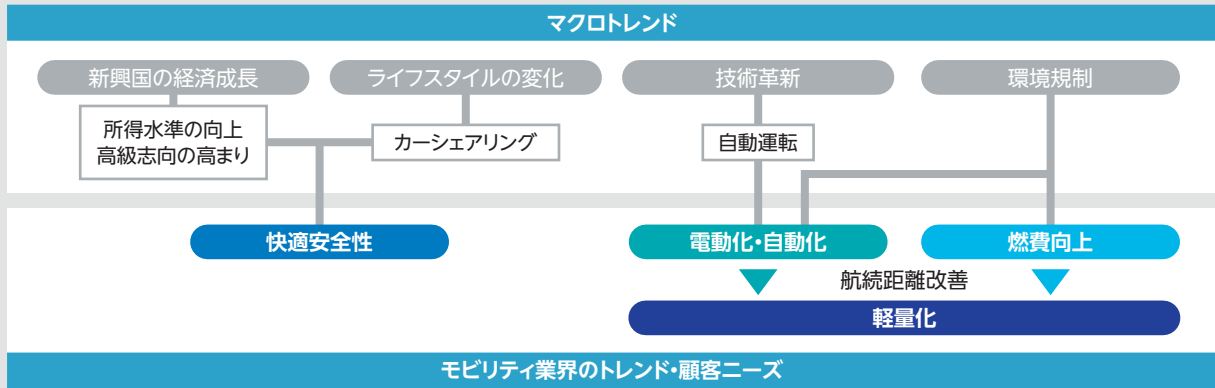 マクロトレンド
新興国の経済成長
ライフスタイルの変化
技術革新
環境規制
所得水準の向上
高級志向の高まり
カーシェアリング
自動運転
快適安全性
電動化・自動化
燃費向上
航続距離改善
軽量化
モビリティ業界のトレンド・顧客ニーズ